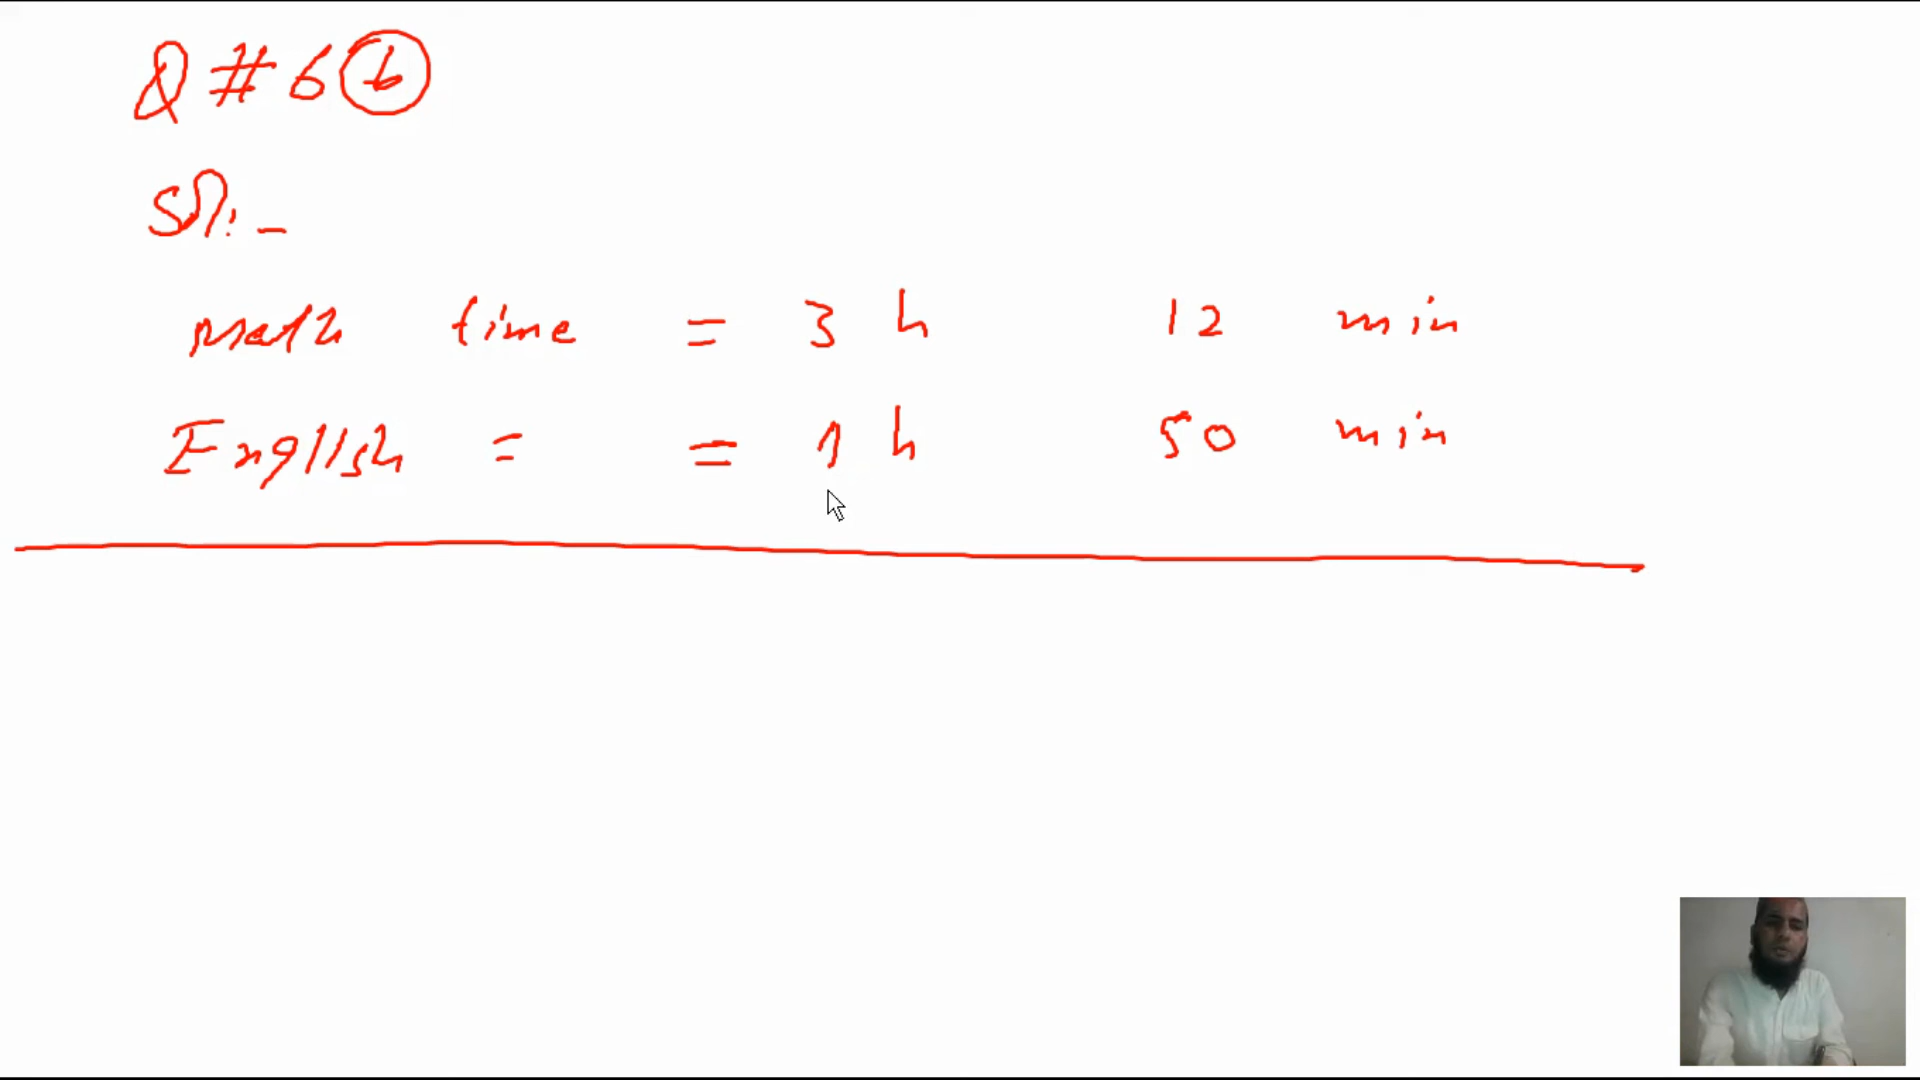 Q # 6 b
Sol: -
Math time = 3 h 12 min
English = = 1 h 50 min